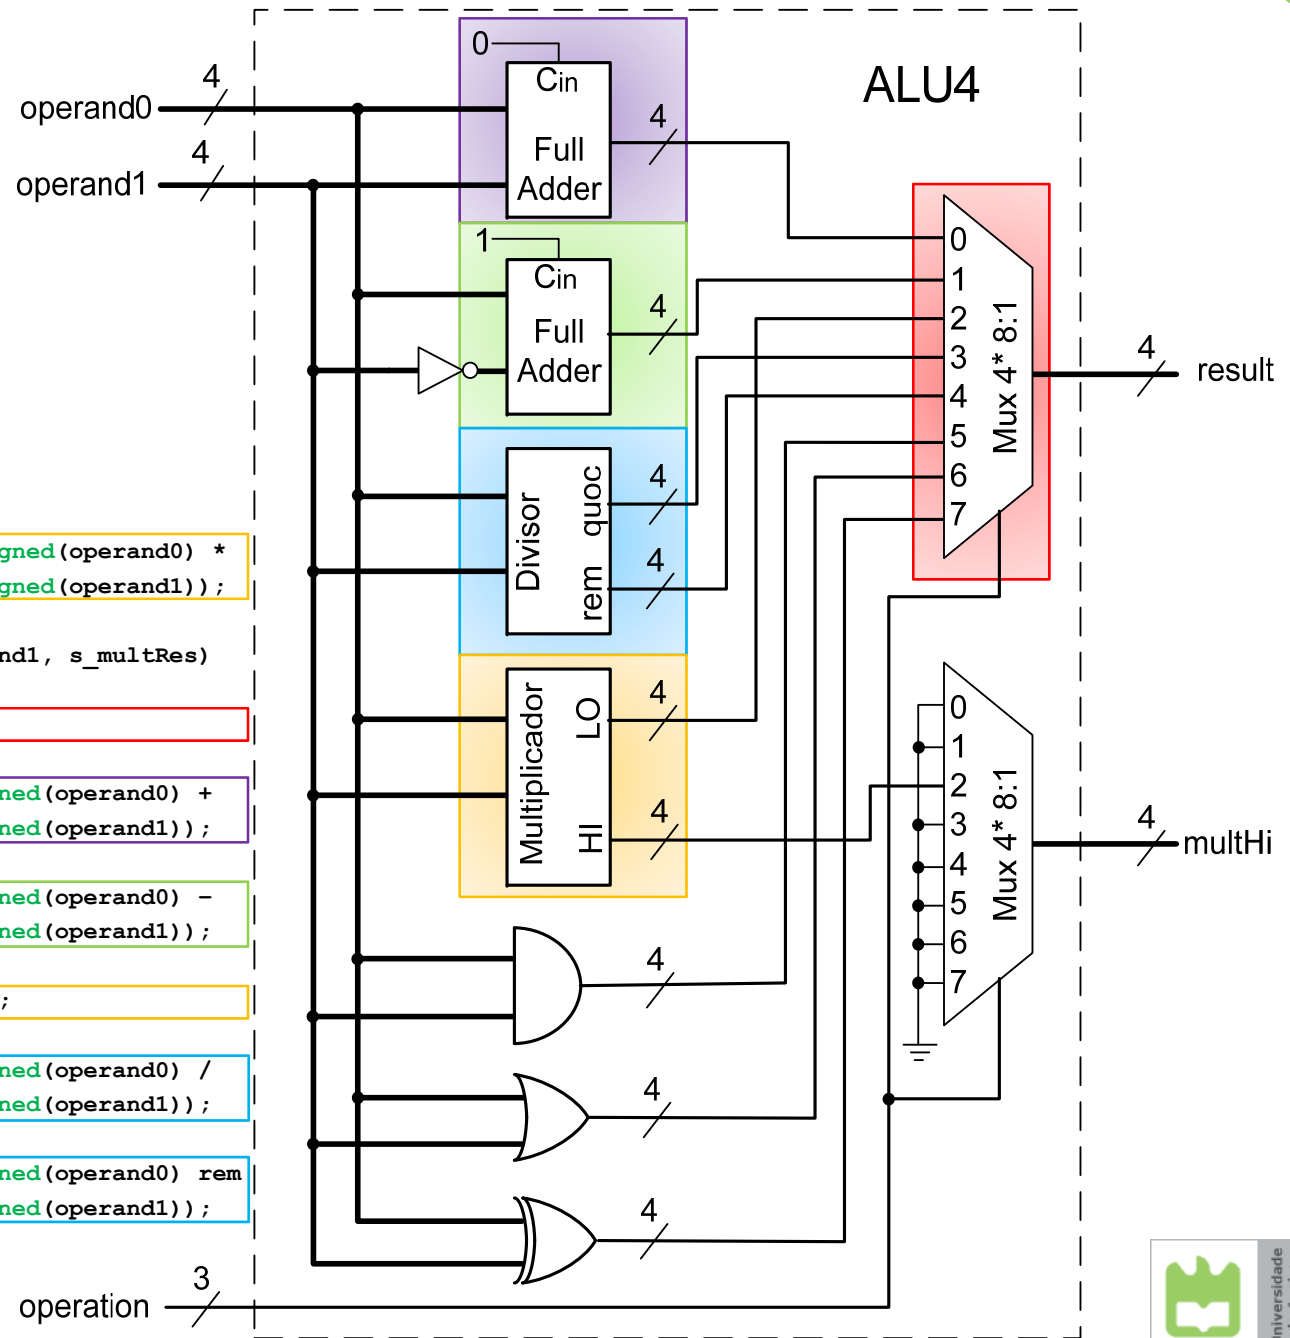 ALU4
operand0
4
operand1
4
0
Cin
Full
Adder
4
1
Cin
Full
Adder
4
Divisor
quoc
rem
4
4
Multiplicador
LO
HI
4
4
4
4
4
0
1
2
3
4
5
6
7
Mux 4* 8:1
4
result
0
1
2
3
4
5
6
7
Mux 4* 8:1
4
multHi
operation
3
gned(operand0) *
gned(operand1));
nd1, s_multRes)
ned(operand0) +
ned(operand1));
ned(operand0) -
ned(operand1));
;
ned(operand0) /
ned(operand1));
ned(operand0) rem
ned(operand1));
niversidade